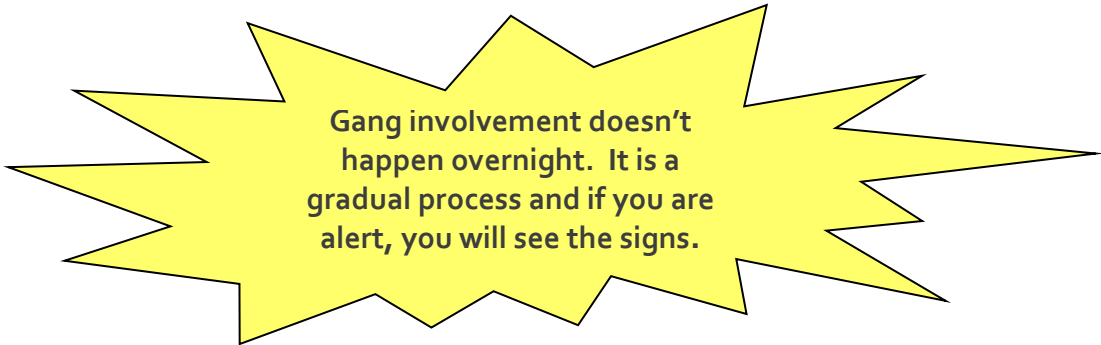 Gang involvement doesn’t
happen overnight.  It is a
gradual process and if you are
alert, you will see the signs.